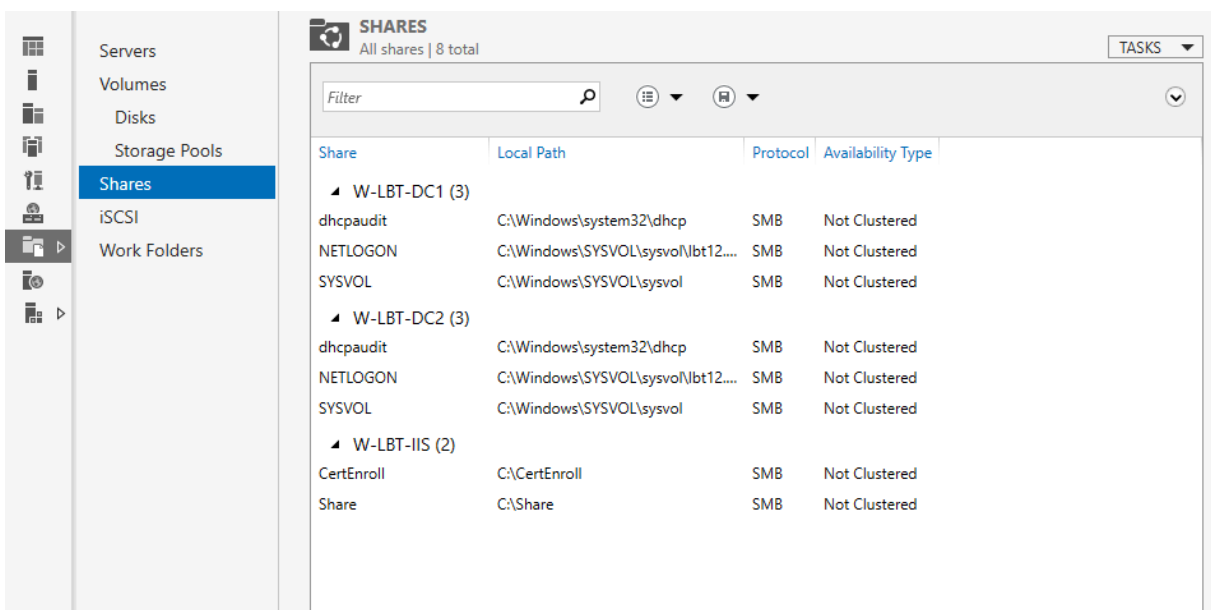 SHARES
All shares | 8 total
TASKS
Servers
Volumes
Disks
Storage Pools
Shares
iSCSI
Work Folders
Filter
Share Local Path Protocol Availability Type
W-LBT-DC1 (3)
dhcpaudit C:\Windows\system32\dhcp SMB Not Clustered
NETLOGON C:\Windows\SYSVOL\sysvol\lbt12.... SMB Not Clustered
SYSVOL C:\Windows\SYSVOL\sysvol SMB Not Clustered
W-LBT-DC2 (3)
dhcpaudit C:\Windows\system32\dhcp SMB Not Clustered
NETLOGON C:\Windows\SYSVOL\sysvol\lbt12.... SMB Not Clustered
SYSVOL C:\Windows\SYSVOL\sysvol SMB Not Clustered
W-LBT-IIS (2)
CertEnroll C:\CertEnroll SMB Not Clustered
Share C:\Share SMB Not Clustered